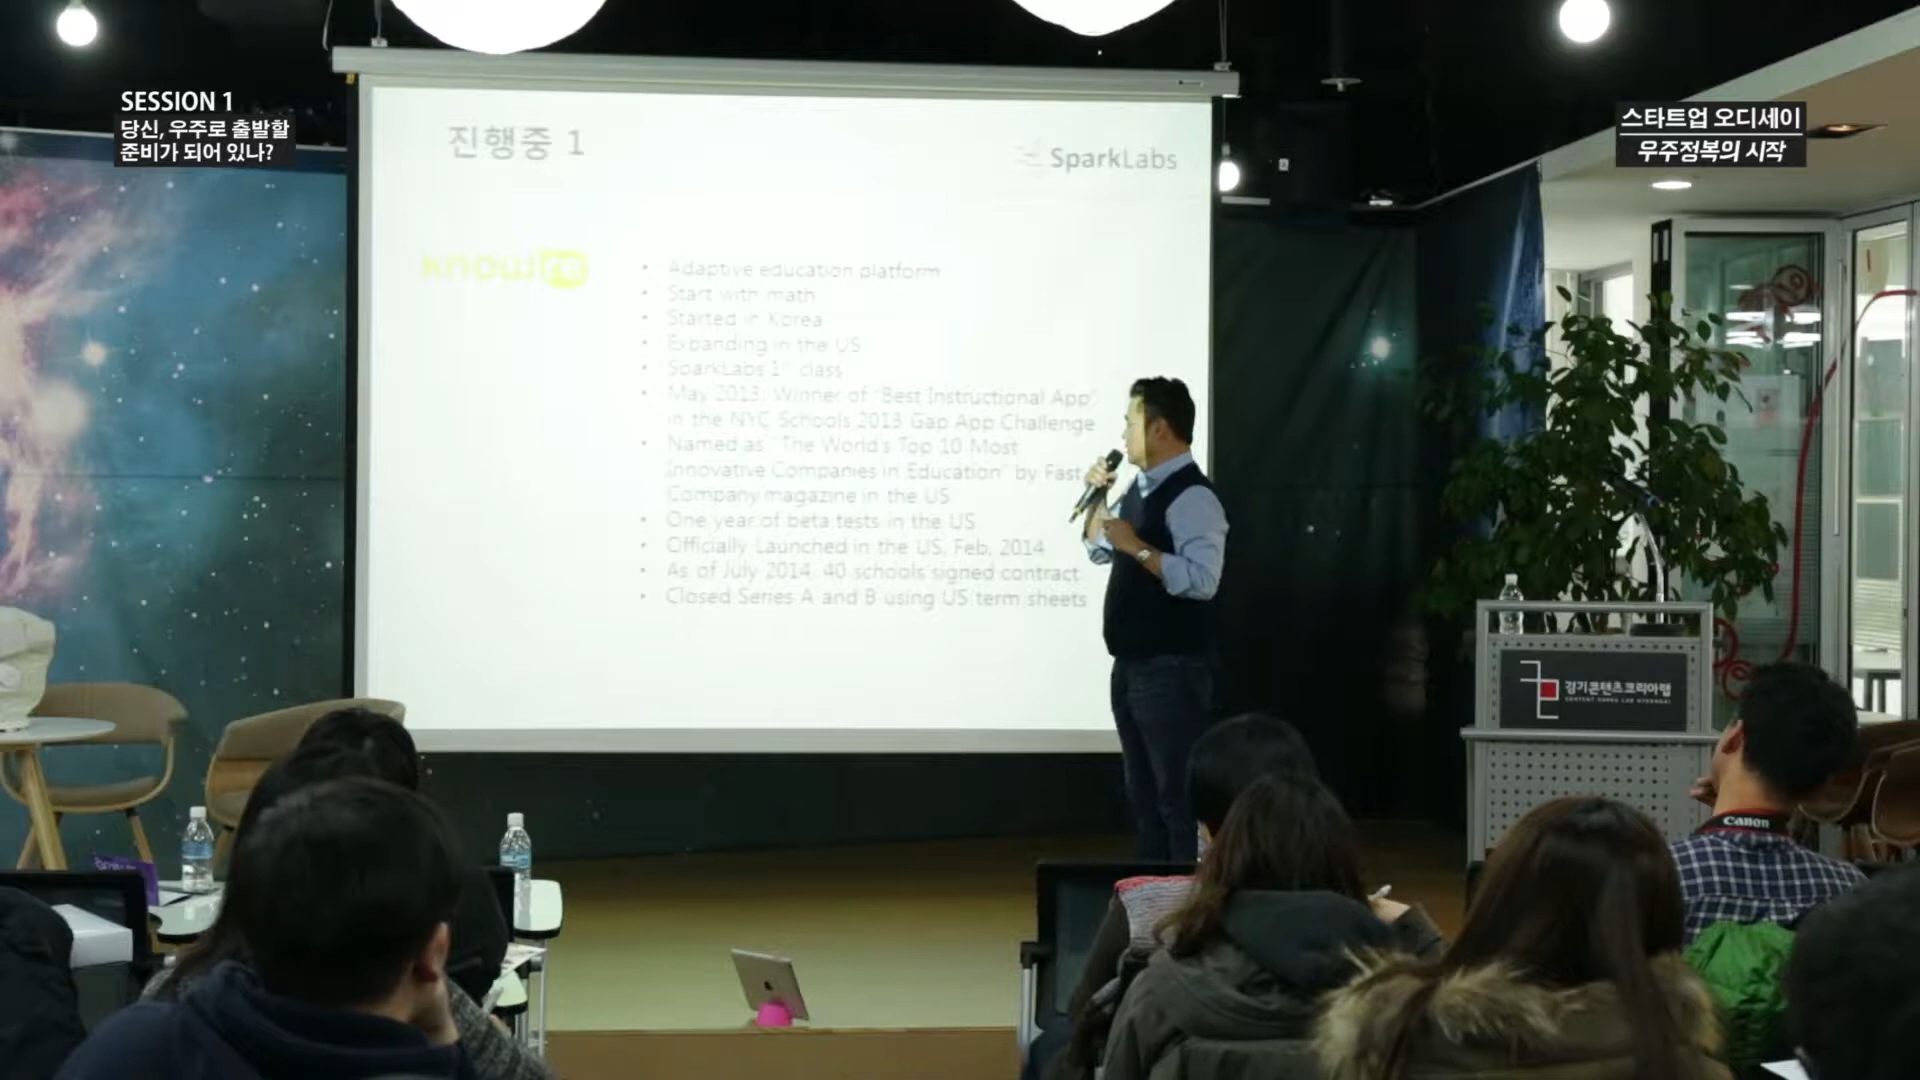 SESSION 1
당신, 우주로 출발할
준비가 되어 있나?
스타트업 오디세이
우주정복의 시작
진행중 1
SparkLabs
knowre
• Adaptive education platform
• Start with math
• Started in Korea
• Expanding in the US
• SparkLabs 1st class
• May 2013: Winner of "Best Instructional App"
in the NYC Schools 2013 Gap App Challenge
• Named as "The World's Top 10 Most
Innovative Companies in Education" by Fast
Company magazine in the US
• One year of beta tests in the US
• Officially Launched in the US, Feb, 2014
• As of July 2014, 40 schools signed contract
• Closed Series A and B using US term sheets
경기콘텐츠코리아랩
CONTENT KOREA LAB GYEONGGI
Canon